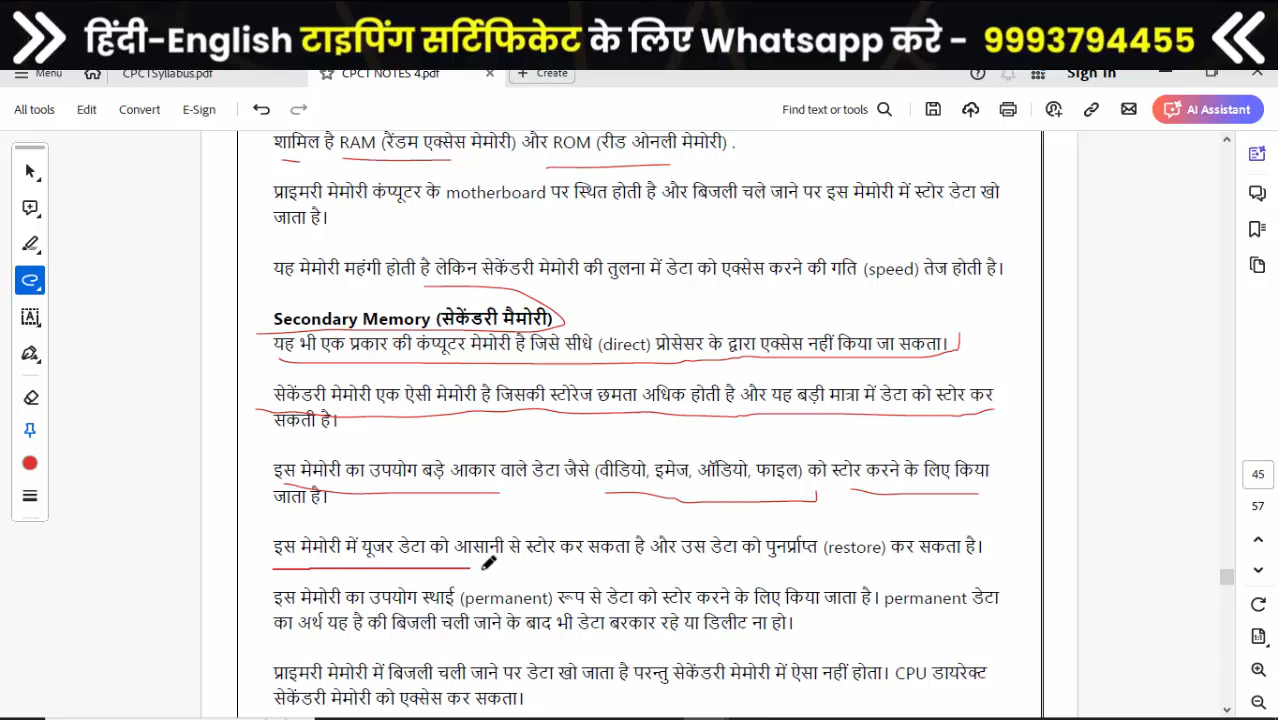 हिंदी-English टाइपिंग सर्टिफिकेट के लिए Whatsapp करे - 9993794455
Menu CPCTSyllabus.pdf CPCT NOTES 4.pdf × + Create Sign in
All tools Edit Convert E-Sign Find text or tools AI Assistant
शामिल है RAM (रैंडम एक्सेस मेमोरी) और ROM (रीड ओनली मेमोरी) .
प्राइमरी मेमोरी कंप्यूटर के motherboard पर स्थित होती है और बिजली चले जाने पर इस मेमोरी में स्टोर डेटा खो
जाता है।
यह मेमोरी महंगी होती है लेकिन सेकेंडरी मेमोरी की तुलना में डेटा को एक्सेस करने की गति (speed) तेज होती है।
Secondary Memory (सेकेंडरी मैमोरी)
यह भी एक प्रकार की कंप्यूटर मेमोरी है जिसे सीधे (direct) प्रोसेसर के द्वारा एक्सेस नहीं किया जा सकता।
सेकेंडरी मेमोरी एक ऐसी मेमोरी है जिसकी स्टोरेज छमता अधिक होती है और यह बड़ी मात्रा में डेटा को स्टोर कर
सकती है।
इस मेमोरी का उपयोग बड़े आकार वाले डेटा जैसे (वीडियो, इमेज, ऑडियो, फाइल) को स्टोर करने के लिए किया
जाता है।
45
57
इस मेमोरी में यूजर डेटा को आसानी से स्टोर कर सकता है और उस डेटा को पुनर्प्राप्त (restore) कर सकता है।
इस मेमोरी का उपयोग स्थाई (permanent) रूप से डेटा को स्टोर करने के लिए किया जाता है। permanent डेटा
का अर्थ यह है की बिजली चली जाने के बाद भी डेटा बरकार रहे या डिलीट ना हो।
प्राइमरी मेमोरी में बिजली चली जाने पर डेटा खो जाता है परन्तु सेकेंडरी मेमोरी में ऐसा नहीं होता। CPU डायरेक्ट
सेकेंडरी मेमोरी को एक्सेस कर सकता।